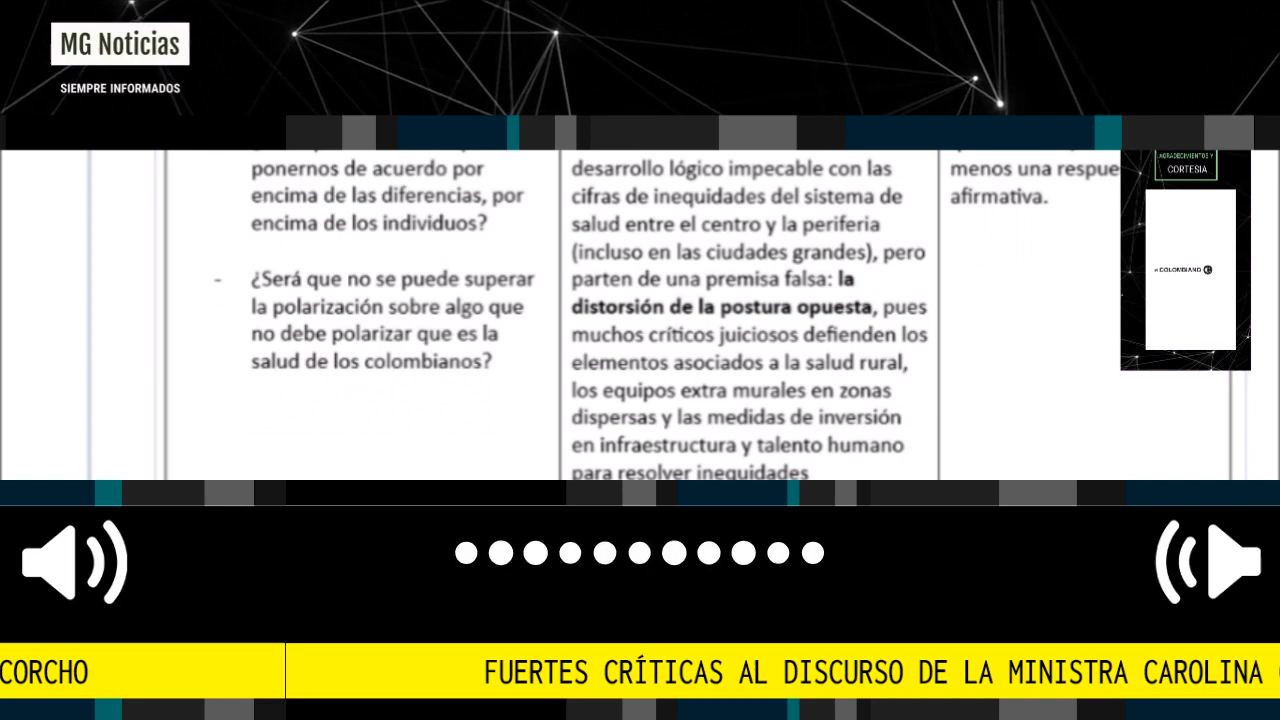 MG Noticias
SIEMPRE INFORMADOS
ponernos de acuerdo por
encima de las diferencias, por
encima de los individuos?
- ¿Será que no se puede superar
la polarización sobre algo que
no debe polarizar que es la
salud de los colombianos?
desarrollo lógico impecable con las
cifras de inequidades del sistema de
salud entre el centro y la periferia
(incluso en las ciudades grandes), pero
parten de una premisa falsa: la
distorsión de la postura opuesta, pues
muchos críticos juiciosos defienden los
elementos asociados a la salud rural,
los equipos extra murales en zonas
dispersas y las medidas de inversión
en infraestructura y talento humano
para resolver inequidades
menos una respue
afirmativa.
AGRADECIMIENTOS Y
CORTESIA
el COLOMBIANO
CORCHO
FUERTES CRÍTICAS AL DISCURSO DE LA MINISTRA CAROLINA